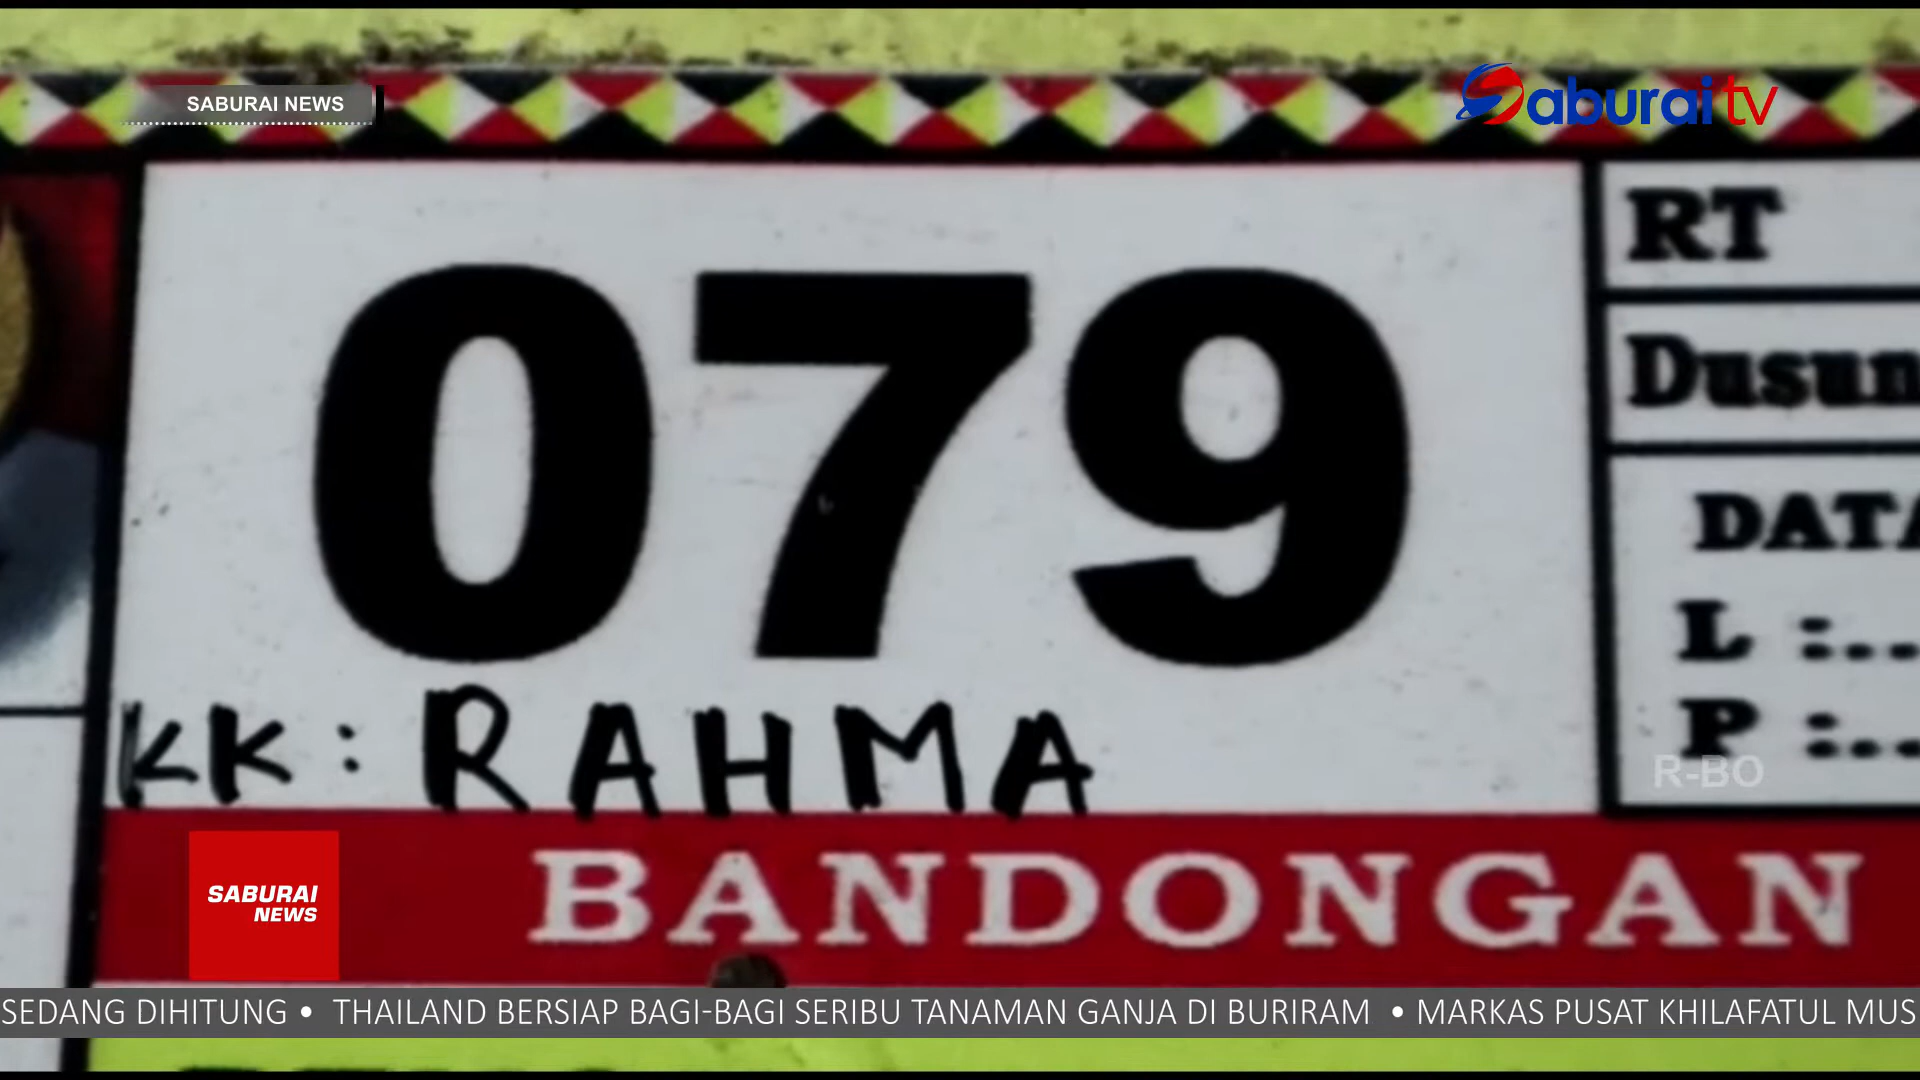 SABURAI NEWS
Saburai tv
079
RT
Dusun
DATA
L :...
P :...
KK: RAHMA
R-BO
BANDONGAN
SABURAI
NEWS
SEDANG DIHITUNG • THAILAND BERSIAP BAGI-BAGI SERIBU TANAMAN GANJA DI BURIRAM • MARKAS PUSAT KHILAFATUL MUS